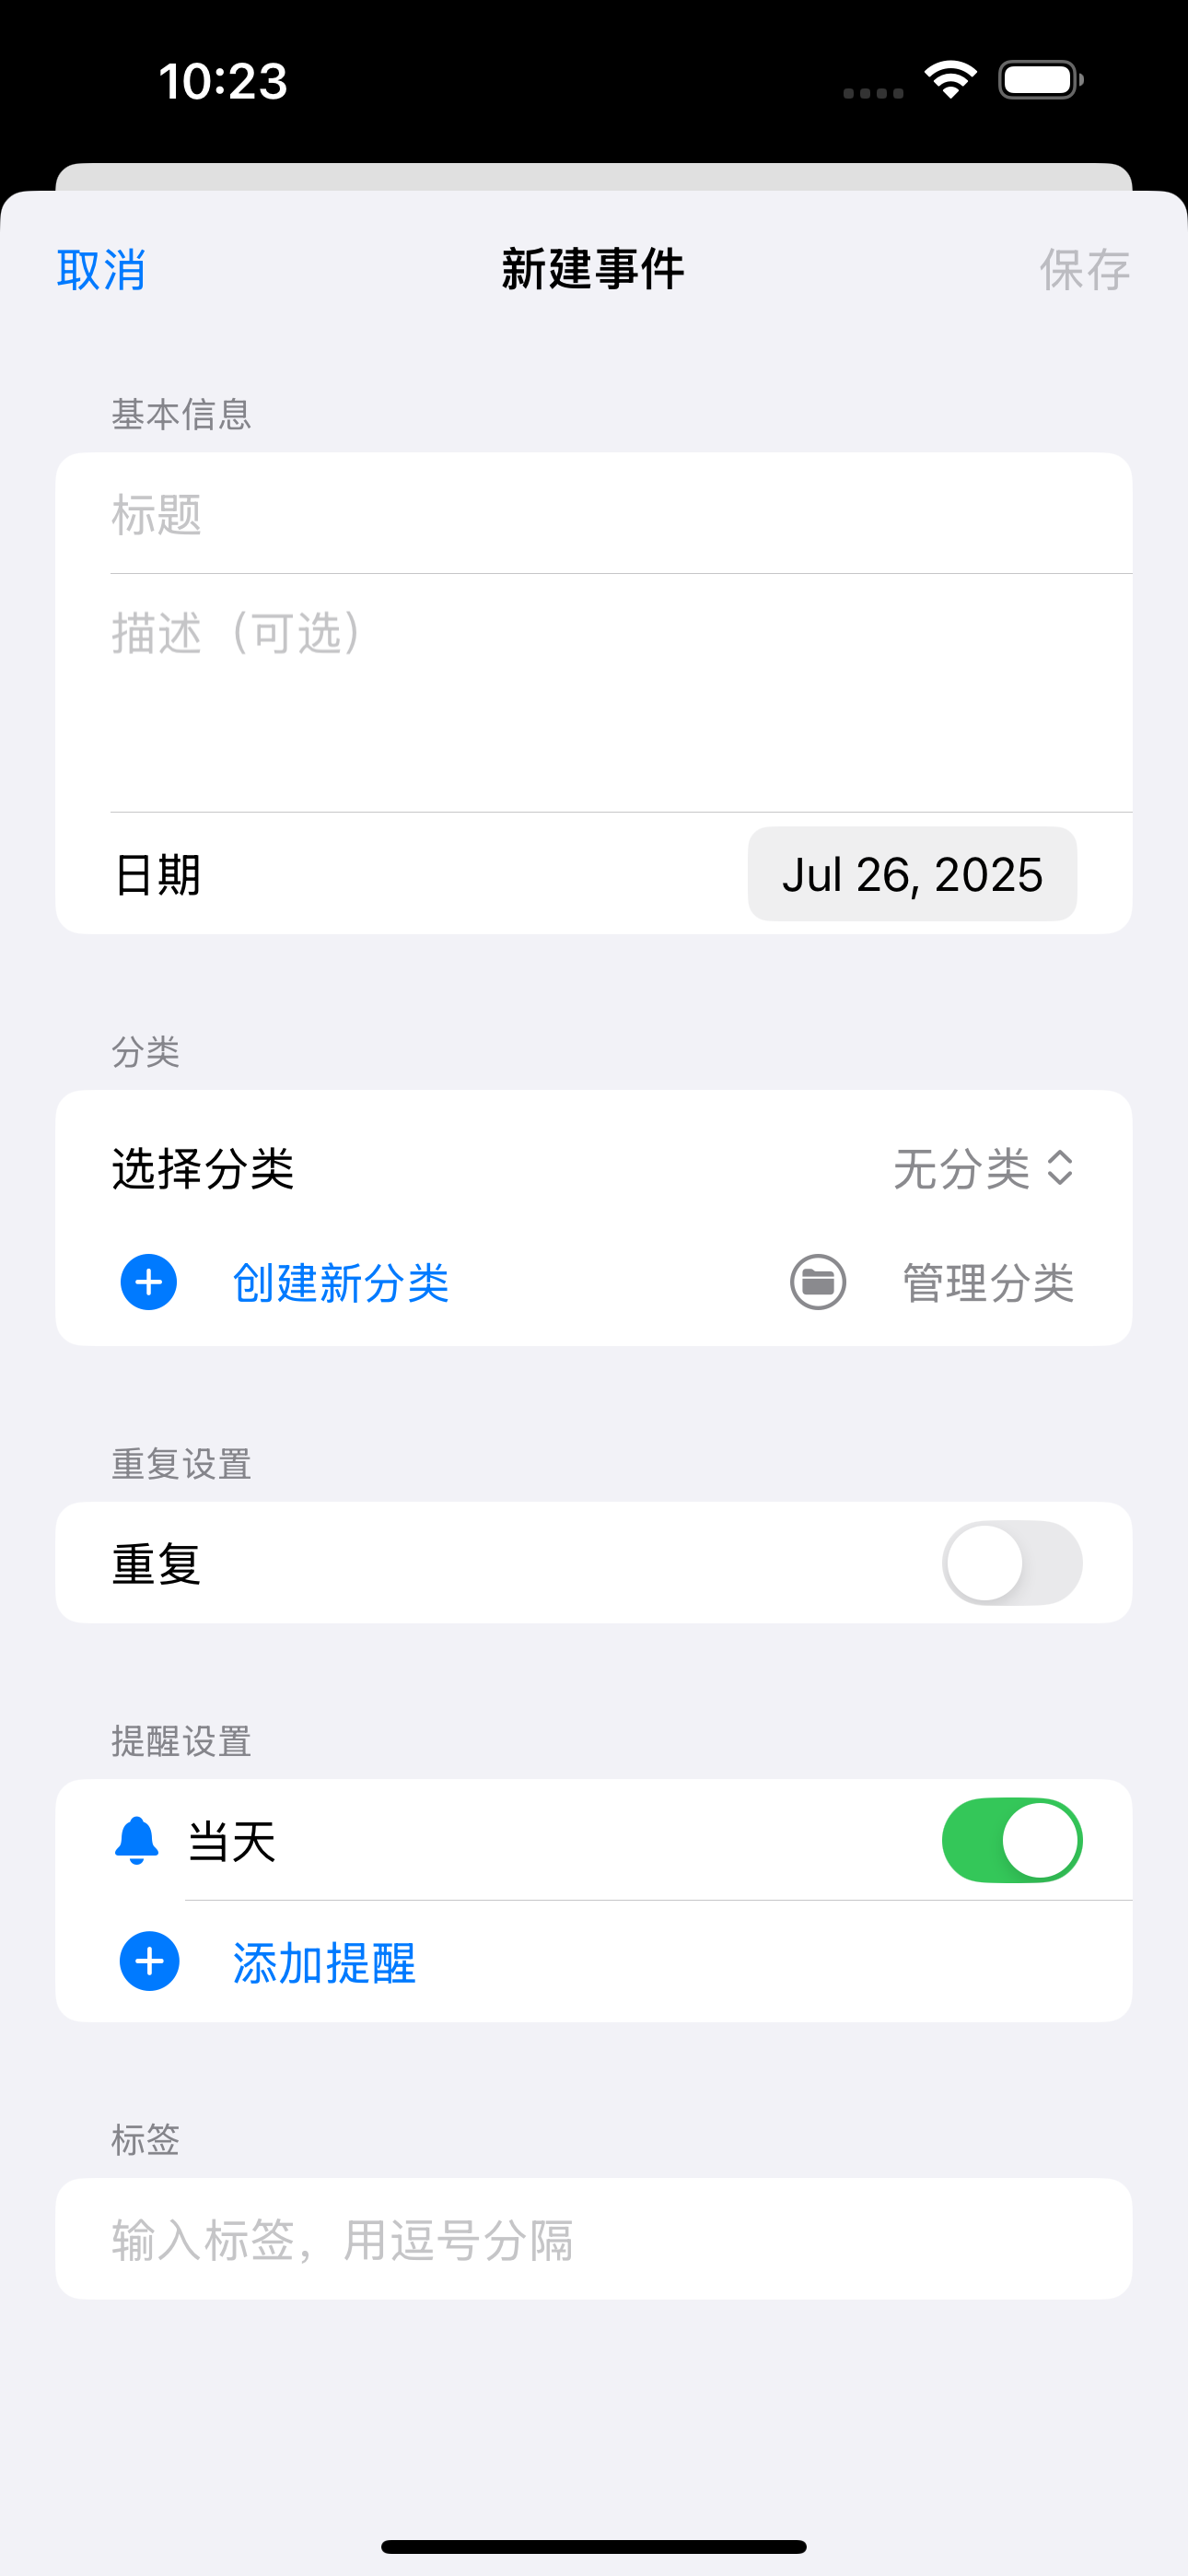 10:23
取消 新建事件 保存
基本信息
标题
描述（可选）
日期 Jul 26, 2025
分类
选择分类 无分类
创建新分类 管理分类
重复设置
重复
提醒设置
当天
添加提醒
标签
输入标签，用逗号分隔